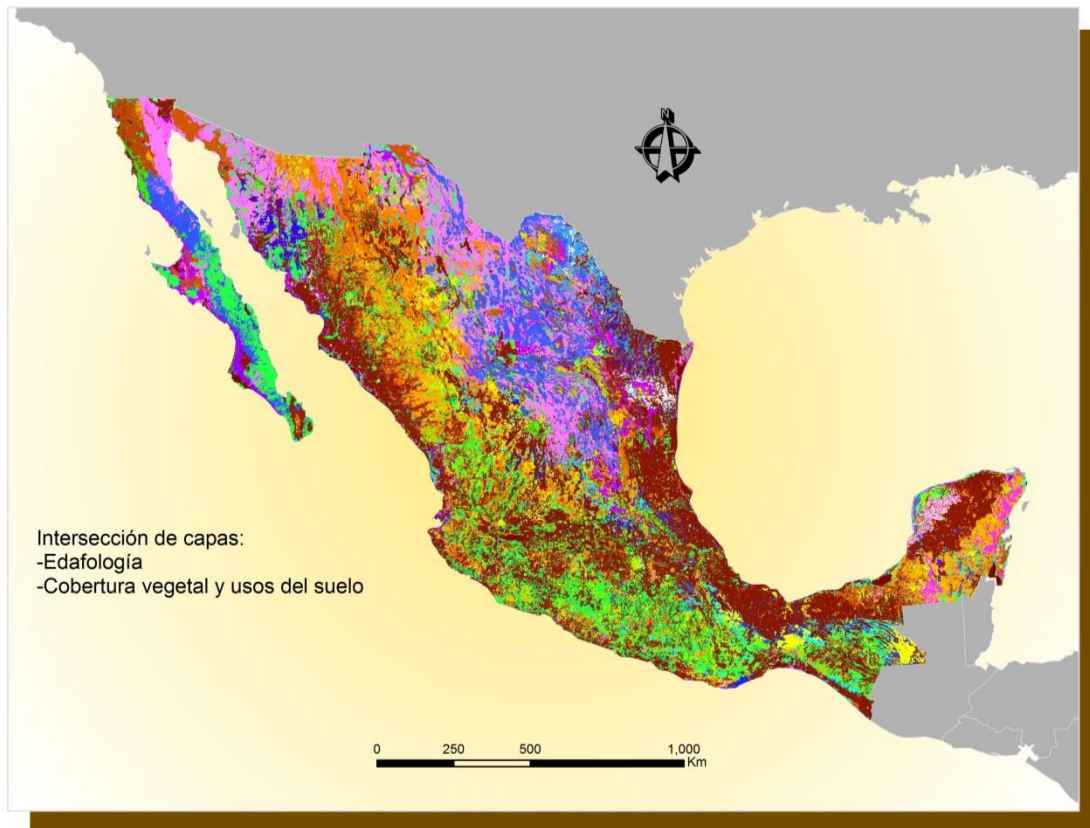 N
Intersección de capas:
-Edafología
-Cobertura vegetal y usos del suelo
0 250 500 1,000
Km